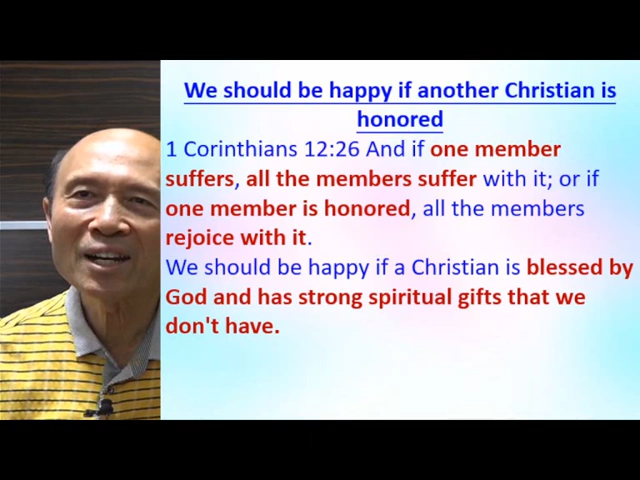 We should be happy if another Christian is
honored
1 Corinthians 12:26 And if one member
suffers, all the members suffer with it; or if
one member is honored, all the members
rejoice with it.
We should be happy if a Christian is blessed by
God and has strong spiritual gifts that we
don't have.